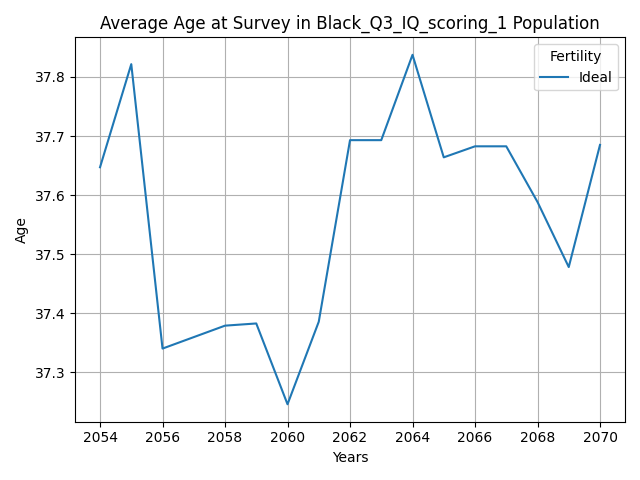 Average Age at Survey in Black_Q3_IQ_scoring_1 Population
Fertility
Ideal
37.8
37.7
37.6
37.5
37.4
37.3
Age
2054 2056 2058 2060 2062 2064 2066 2068 2070
Years